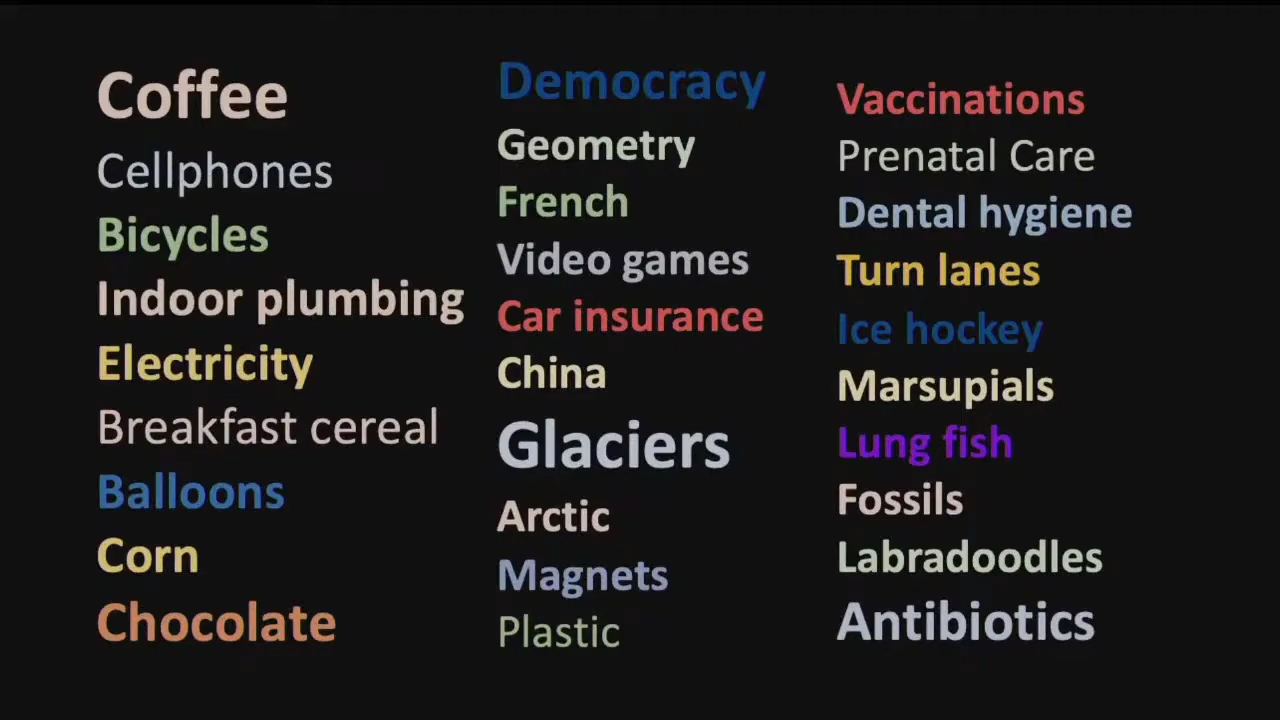 Coffee
Cellphones
Bicycles
Indoor plumbing
Electricity
Breakfast cereal
Balloons
Corn
Chocolate
Democracy
Geometry
French
Video games
Car insurance
China
Glaciers
Arctic
Magnets
Plastic
Vaccinations
Prenatal Care
Dental hygiene
Turn lanes
Ice hockey
Marsupials
Lung fish
Fossils
Labradoodles
Antibiotics